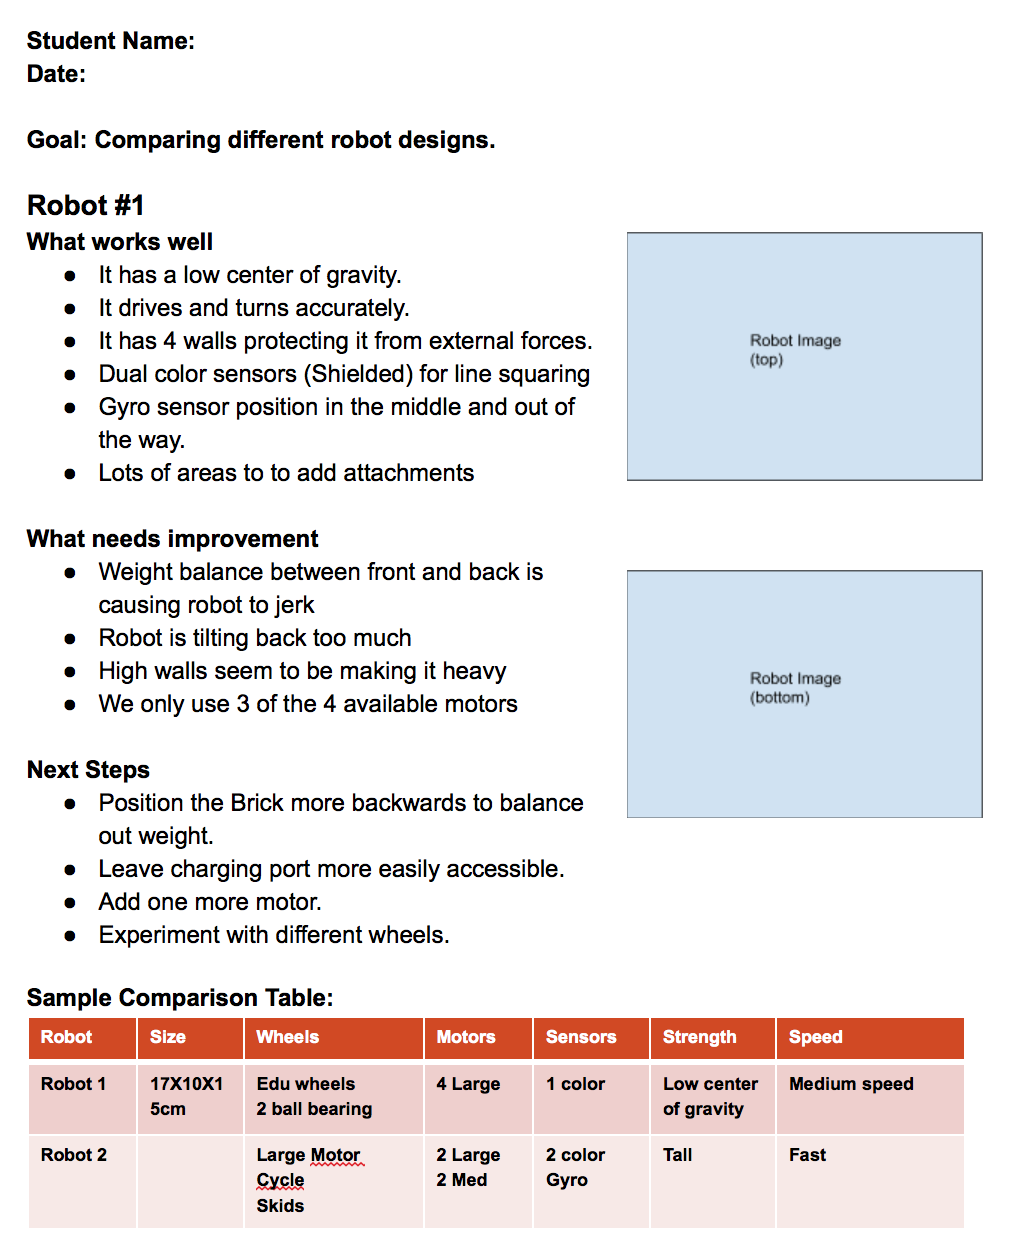 Student Name:
Date:
Goal: Comparing different robot designs.
Robot #1
What works well
● It has a low center of gravity.
● It drives and turns accurately.
● It has 4 walls protecting it from external forces.
● Dual color sensors (Shielded) for line squaring
● Gyro sensor position in the middle and out of
the way.
● Lots of areas to to add attachments
Robot Image
(top)
What needs improvement
● Weight balance between front and back is
causing robot to jerk
● Robot is tilting back too much
● High walls seem to be making it heavy
● We only use 3 of the 4 available motors
Robot Image
(bottom)
Next Steps
● Position the Brick more backwards to balance
out weight.
● Leave charging port more easily accessible.
● Add one more motor.
● Experiment with different wheels.
Sample Comparison Table:
Robot Size Wheels Motors Sensors Strength Speed
Robot 1 17X10X1 Edu wheels 4 Large 1 color Low center Medium speed
5cm 2 ball bearing of gravity
Robot 2 Large Motor 2 Large 2 color Tall Fast
Cycle 2 Med Gyro
Skids